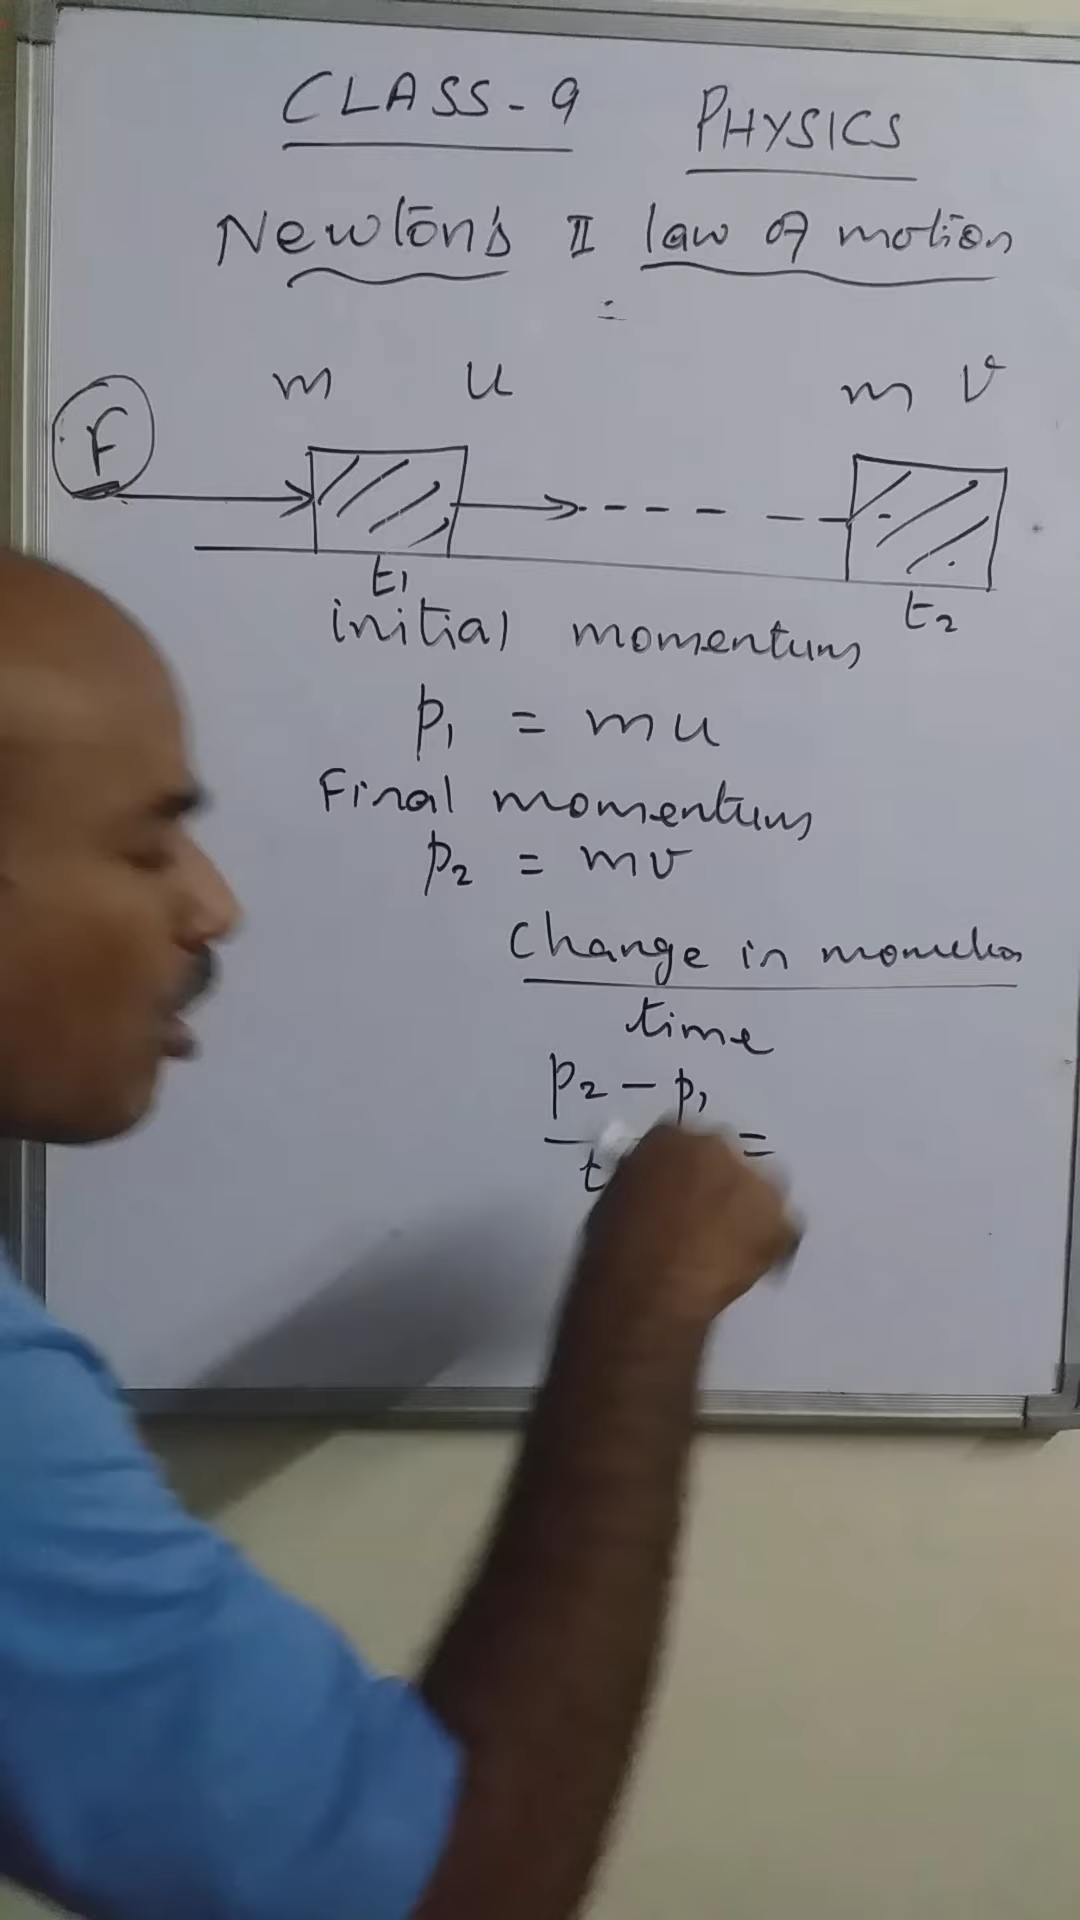 CLASS - 9 PHYSICS
Newton's II law of motion
=
m u m v
F
t1 t2
initial momentum
p1 = mu
Final momentum
p2 = mv
Change in
time
p2 - p1
t =